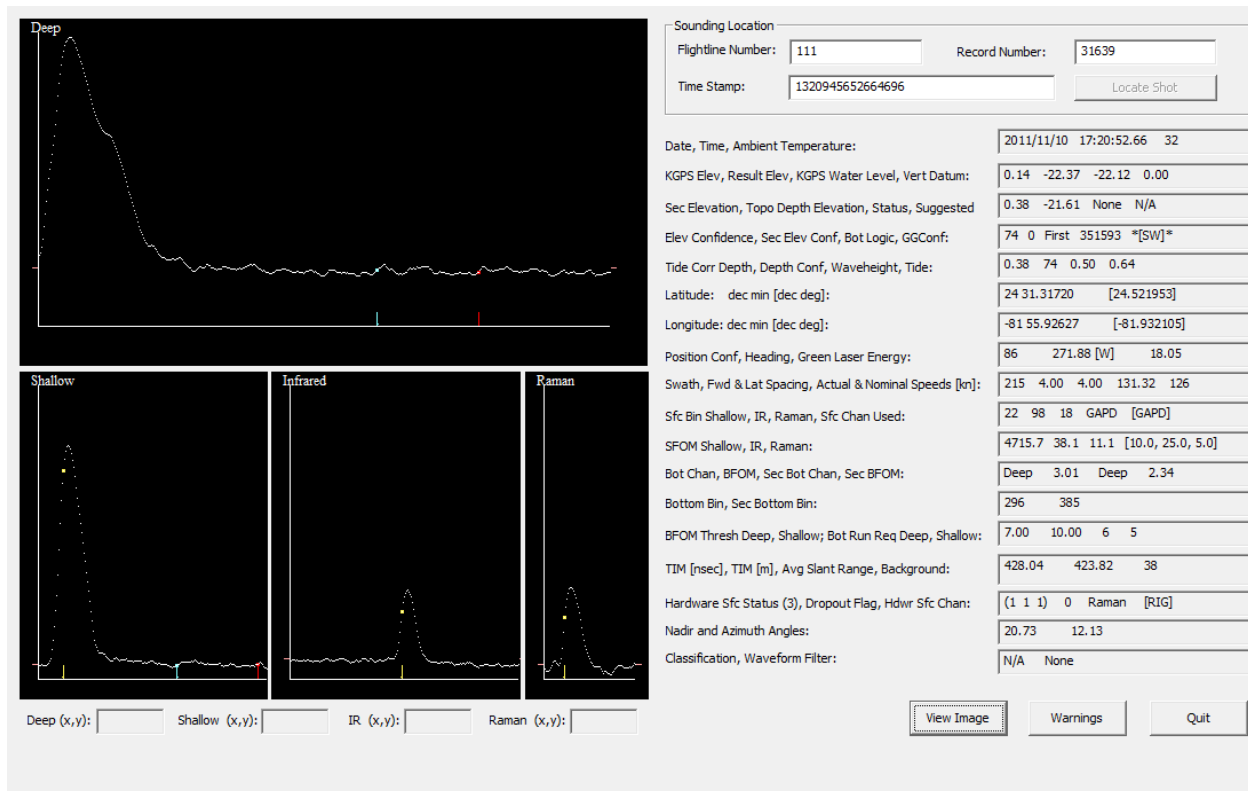 Deep
Shallow
Infrared
Raman
Deep (x,y):
Shallow (x,y):
IR (x,y):
Raman (x,y):
Sounding Location
Flightline Number: 111 Record Number: 31639
Time Stamp: 1320945652664696 Locate Shot
Date, Time, Ambient Temperature: 2011/11/10 17:20:52.66 32
KGPS Elev, Result Elev, KGPS Water Level, Vert Datum: 0.14 -22.37 -22.12 0.00
Sec Elevation, Topo Depth Elevation, Status, Suggested 0.38 -21.61 None N/A
Elev Confidence, Sec Elev Conf, Bot Logic, GGConf: 74 0 First 351593 *[SW]*
Tide Corr Depth, Depth Conf, Waveheight, Tide: 0.38 74 0.50 0.64
Latitude: dec min [dec deg]: 24 31.31720 [24.521953]
Longitude: dec min [dec deg]: -81 55.92627 [-81.932105]
Position Conf, Heading, Green Laser Energy: 86 271.88 [W] 18.05
Swath, Fwd & Lat Spacing, Actual & Nominal Speeds [kn]: 215 4.00 4.00 131.32 126
Sfc Bin Shallow, IR, Raman, Sfc Chan Used: 22 98 18 GAPD [GAPD]
SFOM Shallow, IR, Raman: 4715.7 38.1 11.1 [10.0, 25.0, 5.0]
Bot Chan, BFOM, Sec Bot Chan, Sec BFOM: Deep 3.01 Deep 2.34
Bottom Bin, Sec Bottom Bin: 296 385
BFOM Thresh Deep, Shallow; Bot Run Req Deep, Shallow: 7.00 10.00 6 5
TIM [nsec], TIM [m], Avg Slant Range, Background: 428.04 423.82 38
Hardware Sfc Status (3), Dropout Flag, Hdwr Sfc Chan: (1 1 1) 0 Raman [RIG]
Nadir and Azimuth Angles: 20.73 12.13
Classification, Waveform Filter: N/A None
View Image Warnings Quit